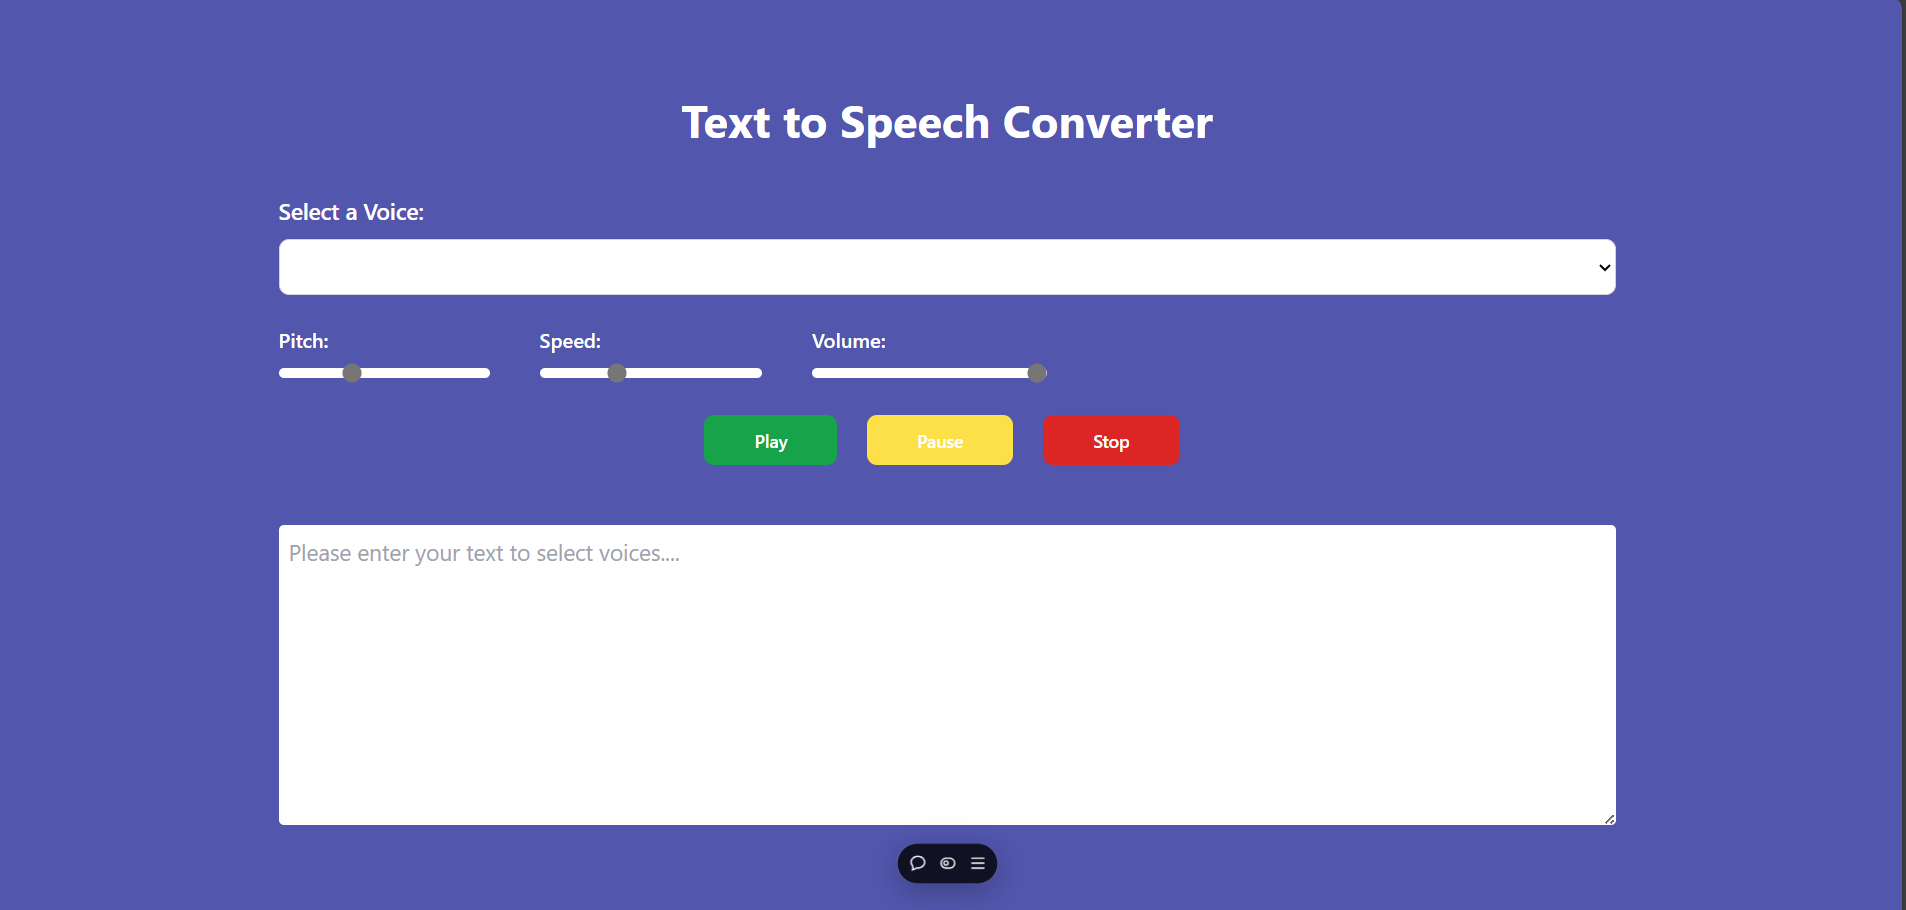 Text to Speech Converter
Select a Voice:
Pitch: Speed: Volume:
Play Pause Stop
Please enter your text to select voices....